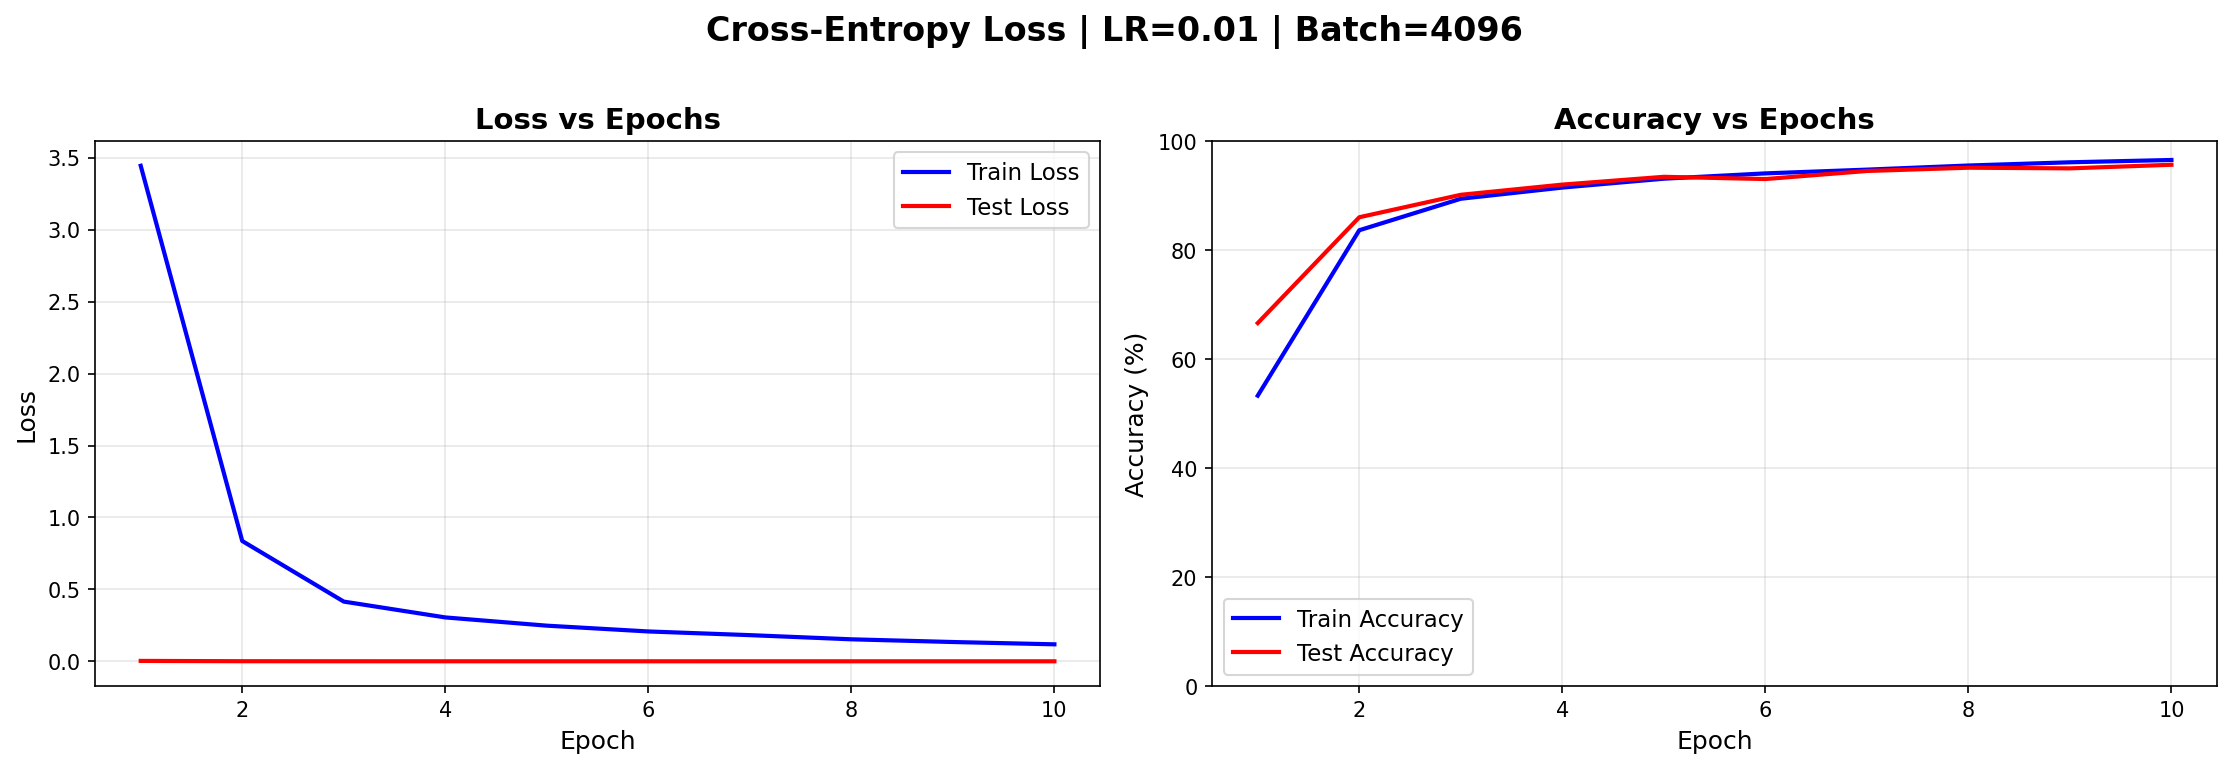 Cross-Entropy Loss | LR=0.01 | Batch=4096
Loss vs Epochs
3.5
3.0
2.5
2.0
1.5
1.0
0.5
0.0
Loss
Train Loss
Test Loss
2
4
6
8
10
Epoch
Accuracy vs Epochs
100
80
60
40
20
0
Accuracy (%)
Train Accuracy
Test Accuracy
2
4
6
8
10
Epoch